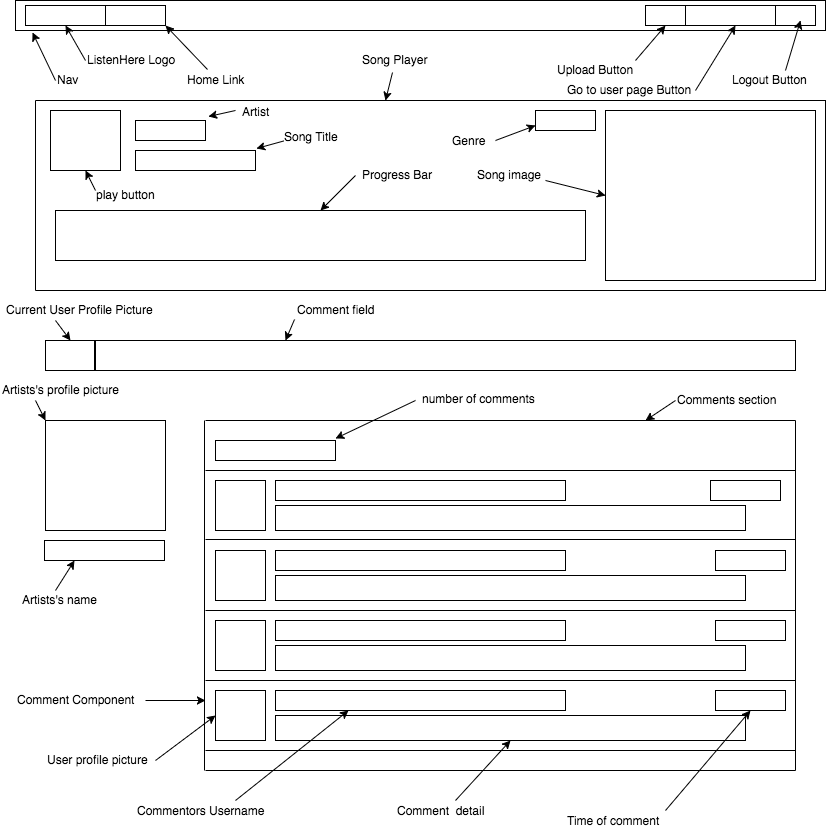 ListenHere Logo
Nav
Home Link
Song Player
Upload Button
Go to user page Button
Logout Button
Artist
Song Title
Genre
play button
Progress Bar
Song image
Current User Profile Picture
Comment field
Artists's profile picture
number of comments
Comments section
Artists's name
Comment Component
User profile picture
Commentors Username
Comment  detail
Time of comment